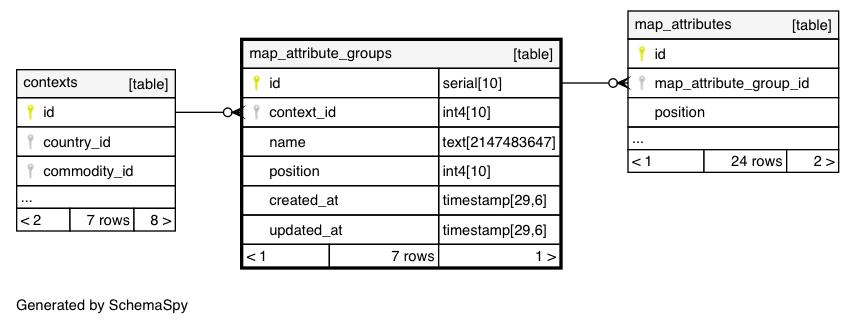 contexts [table]
id
country_id
commodity_id
...
< 2 7 rows 8 >
map_attribute_groups [table]
id serial[10]
context_id int4[10]
name text[2147483647]
position int4[10]
created_at timestamp[29,6]
updated_at timestamp[29,6]
< 1 7 rows 1 >
map_attributes [table]
id
map_attribute_group_id
position
...
< 1 24 rows 2 >
Generated by SchemaSpy